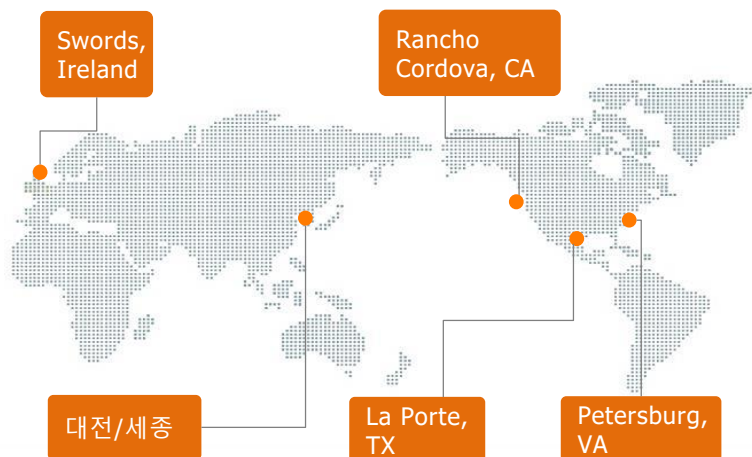 Swords,
Ireland
Rancho
Cordova, CA
대전/세종
La Porte,
TX
Petersburg,
VA